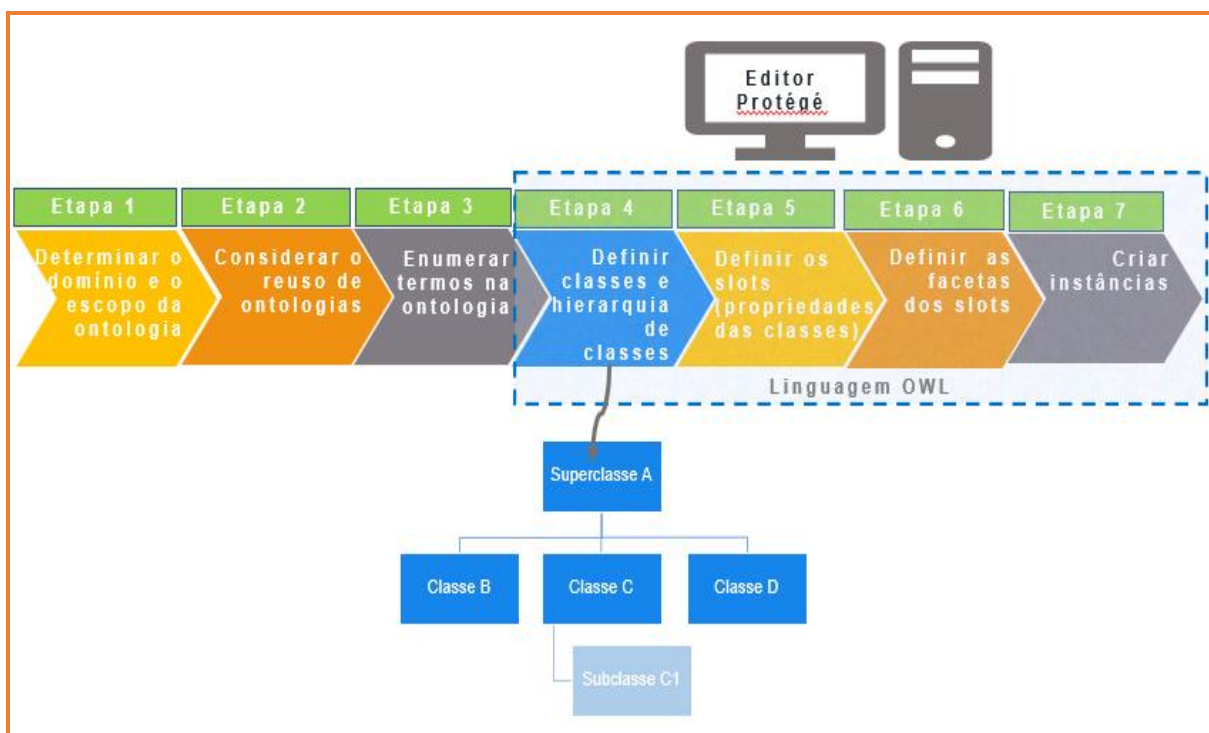 Editor
Protégé
Etapa 1
Etapa 2
Etapa 3
Etapa 4
Etapa 5
Etapa 6
Etapa 7
Determinar o
domínio e o
escopo da
ontologia
Considerar o
reuso de
ontologias
Enumerar
termos na
ontologia
Definir
classes e
hierarquia
de
classes
Definir os
slots
(propriedades
das classes)
Definir as
facetas
dos slots
Criar
instâncias
Linguagem OWL
Superclasse A
Classe B
Classe C
Classe D
Subclasse C1